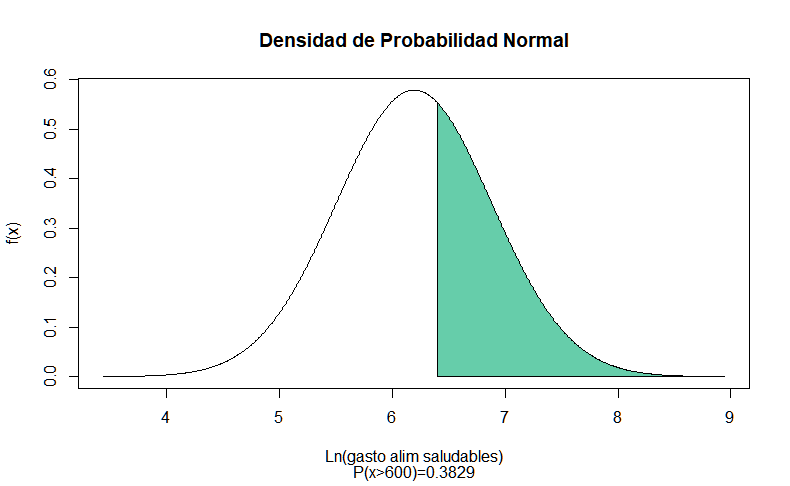 Densidad de Probabilidad Normal
0.6
0.5
0.4
0.3
0.2
0.1
0.0
f(x)
4 5 6 7 8 9
Ln(gasto alim saludables)
P(x>600)=0.3829